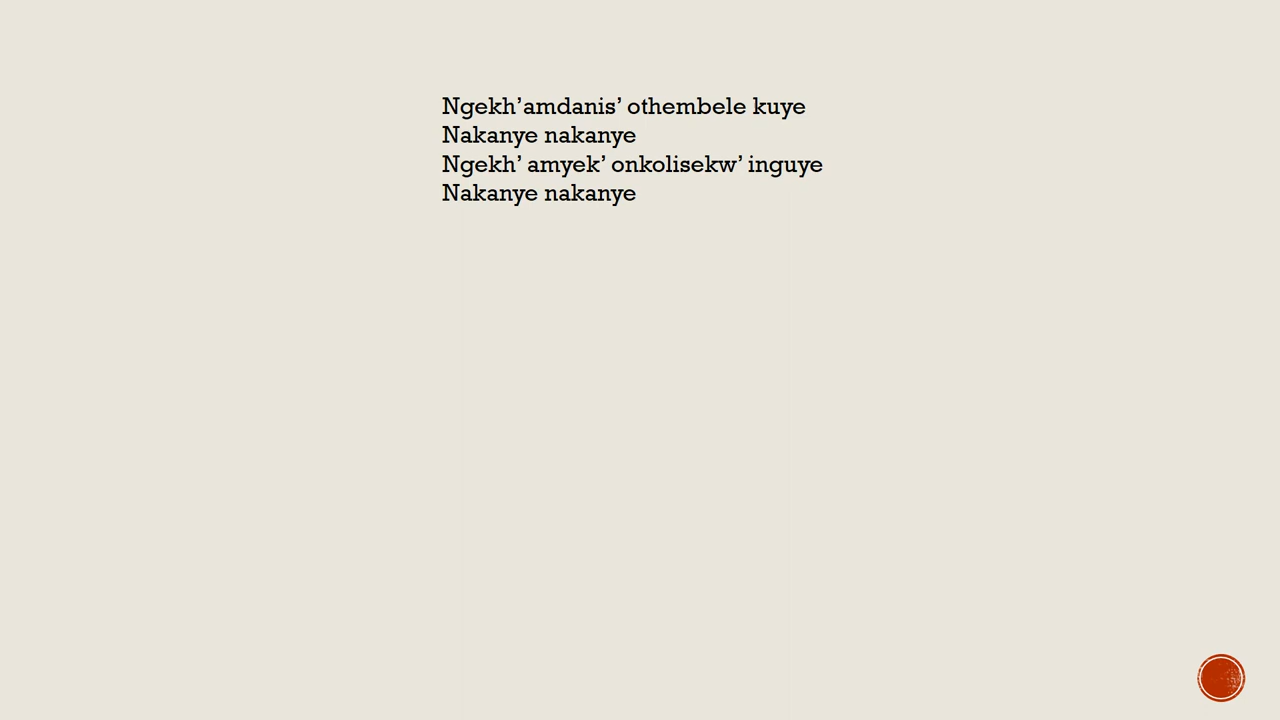 Ngekh’amdanis’ othembele kuye
Nakanye nakanye
Ngekh’ amyek’ onkolisekw’ inguye
Nakanye nakanye